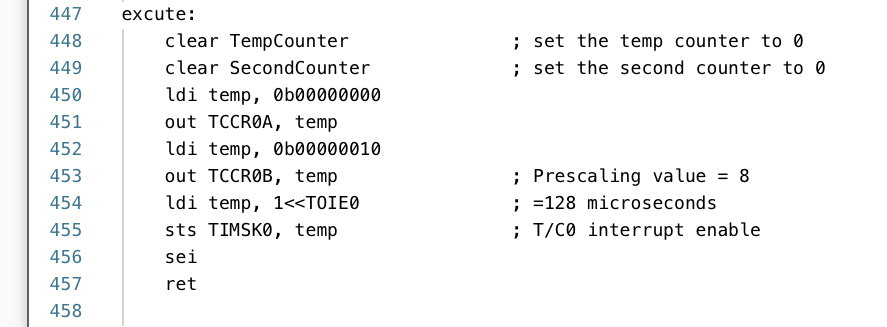 447 excute:
448 clear TempCounter ; set the temp counter to 0
449 clear SecondCounter ; set the second counter to 0
450 ldi temp, 0b00000000
451 out TCCR0A, temp
452 ldi temp, 0b00000010
453 out TCCR0B, temp ; Prescaling value = 8
454 ldi temp, 1<<TOIE0 ; =128 microseconds
455 sts TIMSK0, temp ; T/C0 interrupt enable
456 sei
457 ret
458